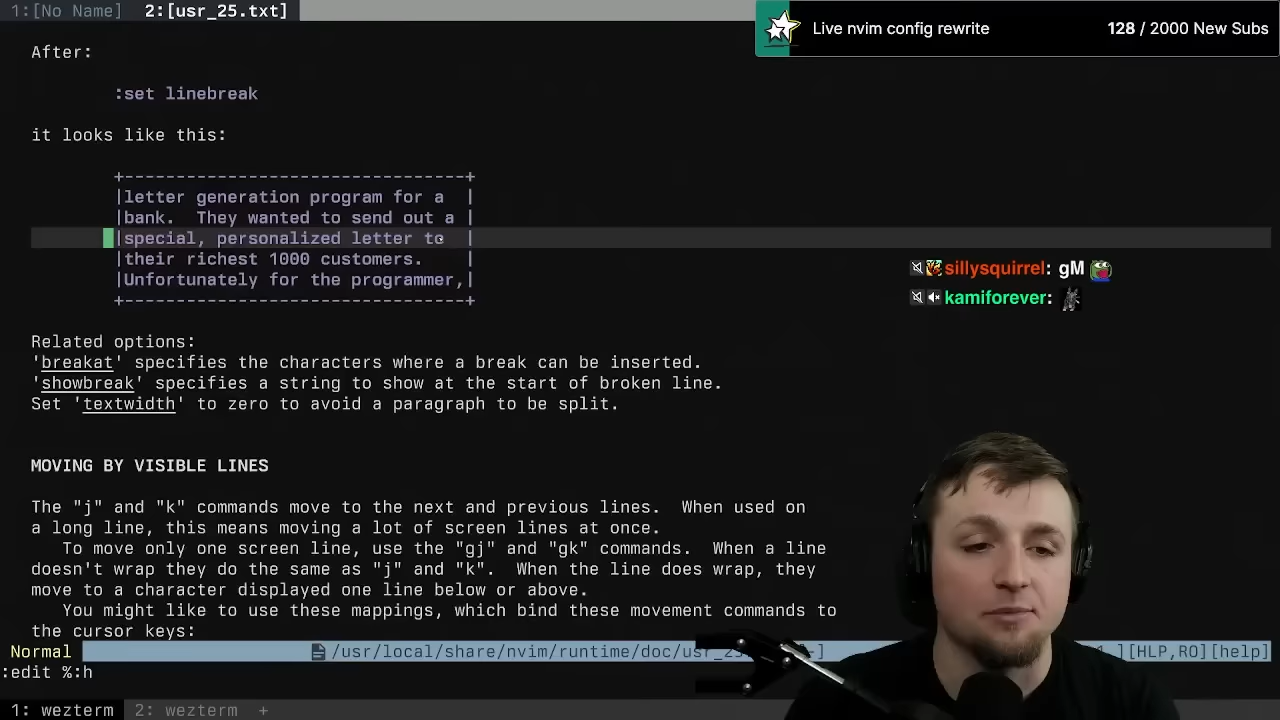 1:[No Name]  2:[usr_25.txt]
Live nvim config rewrite
128 / 2000 New Subs
After:
:set linebreak
it looks like this:
+---------------------------------+
|letter generation program for a  |
|bank.  They wanted to send out a |
|special, personalized letter to  |
|their richest 1000 customers.    |
|Unfortunately for the programmer,|
+---------------------------------+
sillysquirrel: gM
kamiforever:
Related options:
'breakat' specifies the characters where a break can be inserted.
'showbreak' specifies a string to show at the start of broken line.
Set 'textwidth' to zero to avoid a paragraph to be split.
MOVING BY VISIBLE LINES
The "j" and "k" commands move to the next and previous lines.  When used on
a long line, this means moving a lot of screen lines at once.
To move only one screen line, use the "gj" and "gk" commands.  When a line
doesn't wrap they do the same as "j" and "k".  When the line does wrap, they
move to a character displayed one line below or above.
You might like to use these mappings, which bind these movement commands to
the cursor keys:
Normal /usr/local/share/nvim/runtime/doc/ ][HLP,RO][help]
:edit %:h
1: wezterm  2: wezterm  +